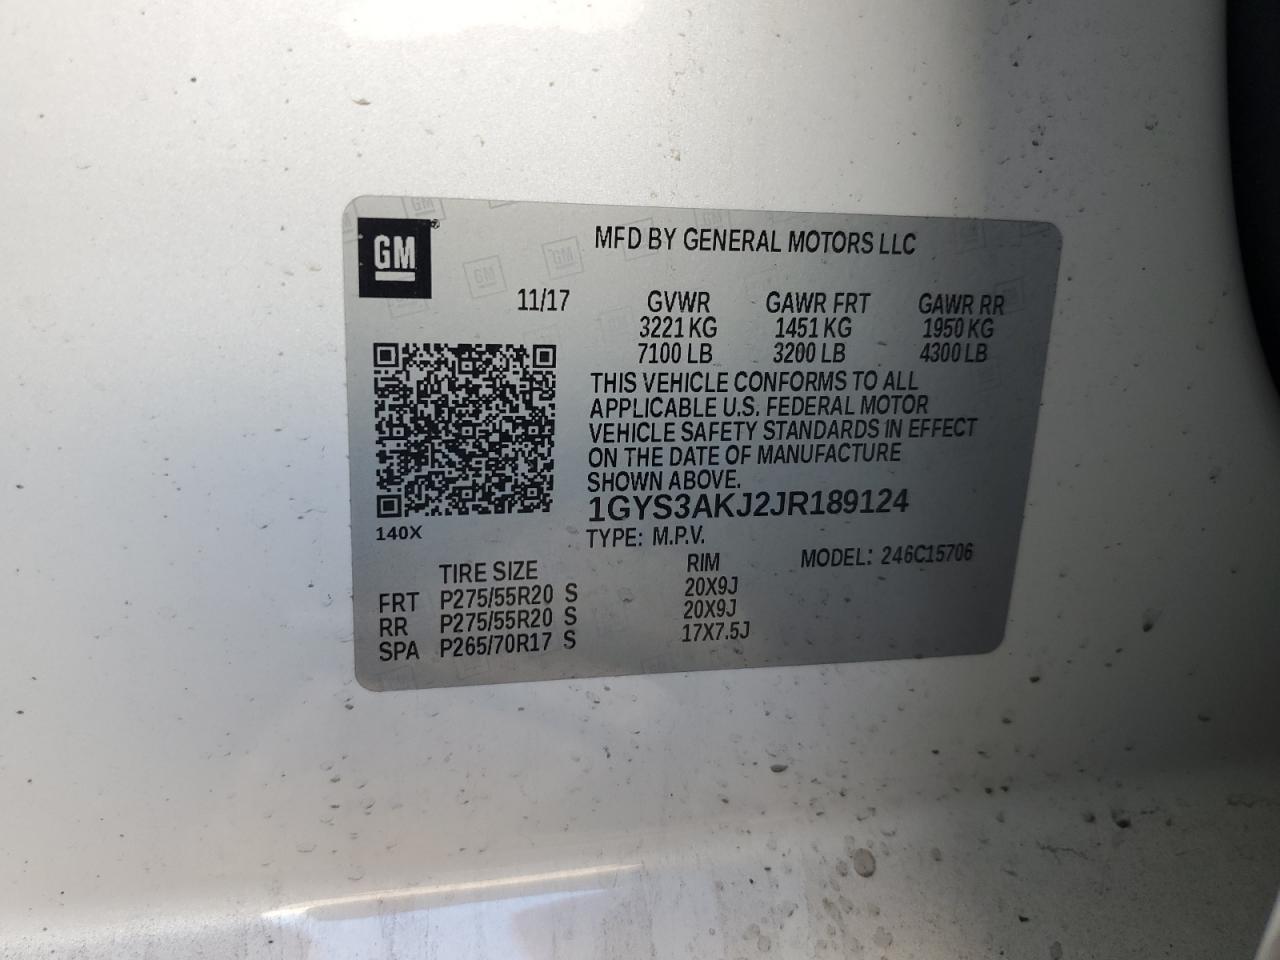 GM
MFD BY GENERAL MOTORS LLC
11/17 GVWR GAWR FRT GAWR RR
3221 KG 1451 KG 1950 KG
7100 LB 3200 LB 4300 LB
THIS VEHICLE CONFORMS TO ALL
APPLICABLE U.S. FEDERAL MOTOR
VEHICLE SAFETY STANDARDS IN EFFECT
ON THE DATE OF MANUFACTURE
SHOWN ABOVE.
1GYS3AKJ2JR189124
140X
TYPE: M.P.V.
MODEL: 246C15706
TIRE SIZE RIM
FRT P275/55R20 S 20X9J
RR P275/55R20 S 20X9J
SPA P265/70R17 S 17X7.5J